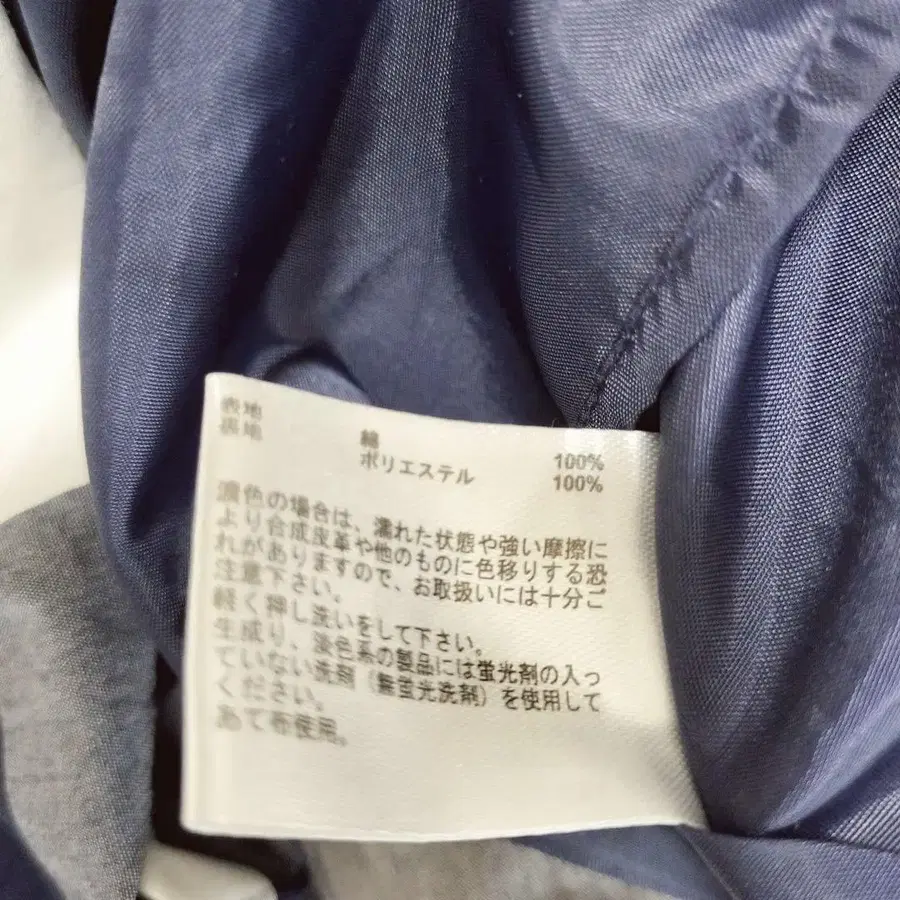 表地 綿 100%
裏地 ポリエステル 100%
濃色の場合は、濡れた状態や強い摩擦に
より合成皮革や他のものに色移りする恐
れがありますので、お取扱いには十分ご
注意下さい。
軽く押し洗いをして下さい。
生成り、淡色系の製品には蛍光剤の入っ
ていない洗剤（無蛍光洗剤）を使用して
ください。
あて布使用。